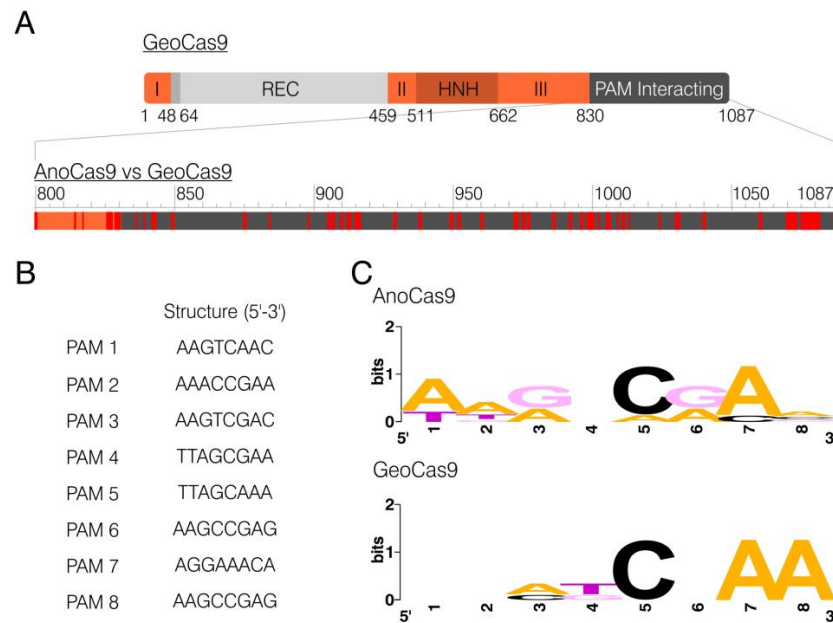 A
GeoCas9
I REC II HNH III PAM Interacting
1 48 64 459 511 662 830 1087
AnoCas9 vs GeoCas9
800 850 900 950 1000 1050 1087
B
Structure (5'-3')
PAM 1 AAGTCAAC
PAM 2 AAACCGAA
PAM 3 AAGTCGAC
PAM 4 TTAGCGAA
PAM 5 TTAGCAAA
PAM 6 AAGCCGAG
PAM 7 AGGAAACA
PAM 8 AAGCCGAG
C
AnoCas9
2
1
0
bits
A A G C G A
T T A A
5' 1 2 3 4 5 6 7 8 3
GeoCas9
2
1
0
bits
A T C A A
5' 1 2 3 4 5 6 7 8 3